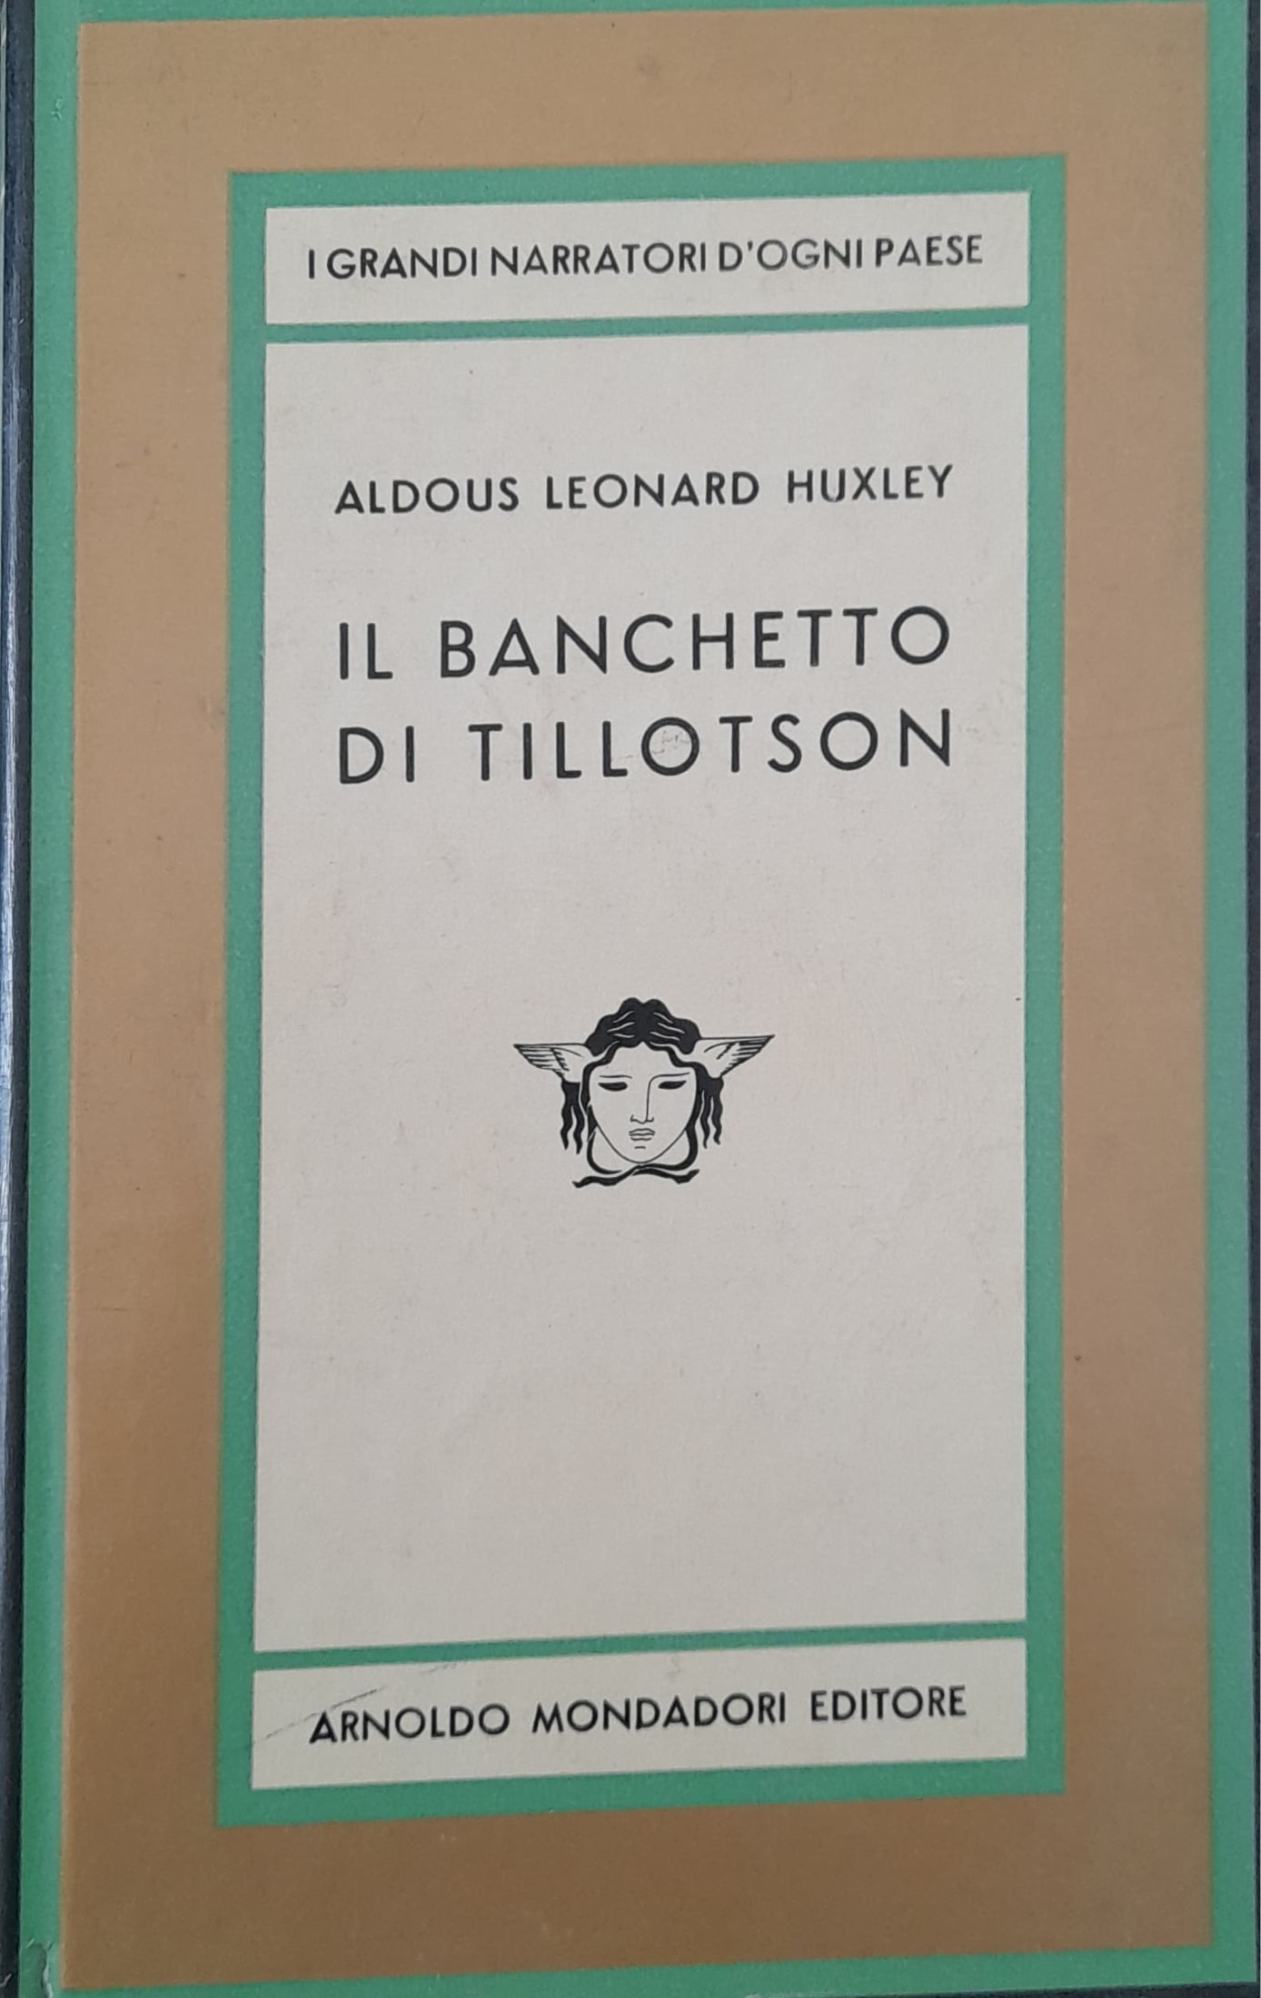 I GRANDI NARRATORI D'OGNI PAESE
ALDOUS LEONARD HUXLEY
IL BANCHETTO
DI TILLOTSON
ARNOLDO MONDADORI EDITORE